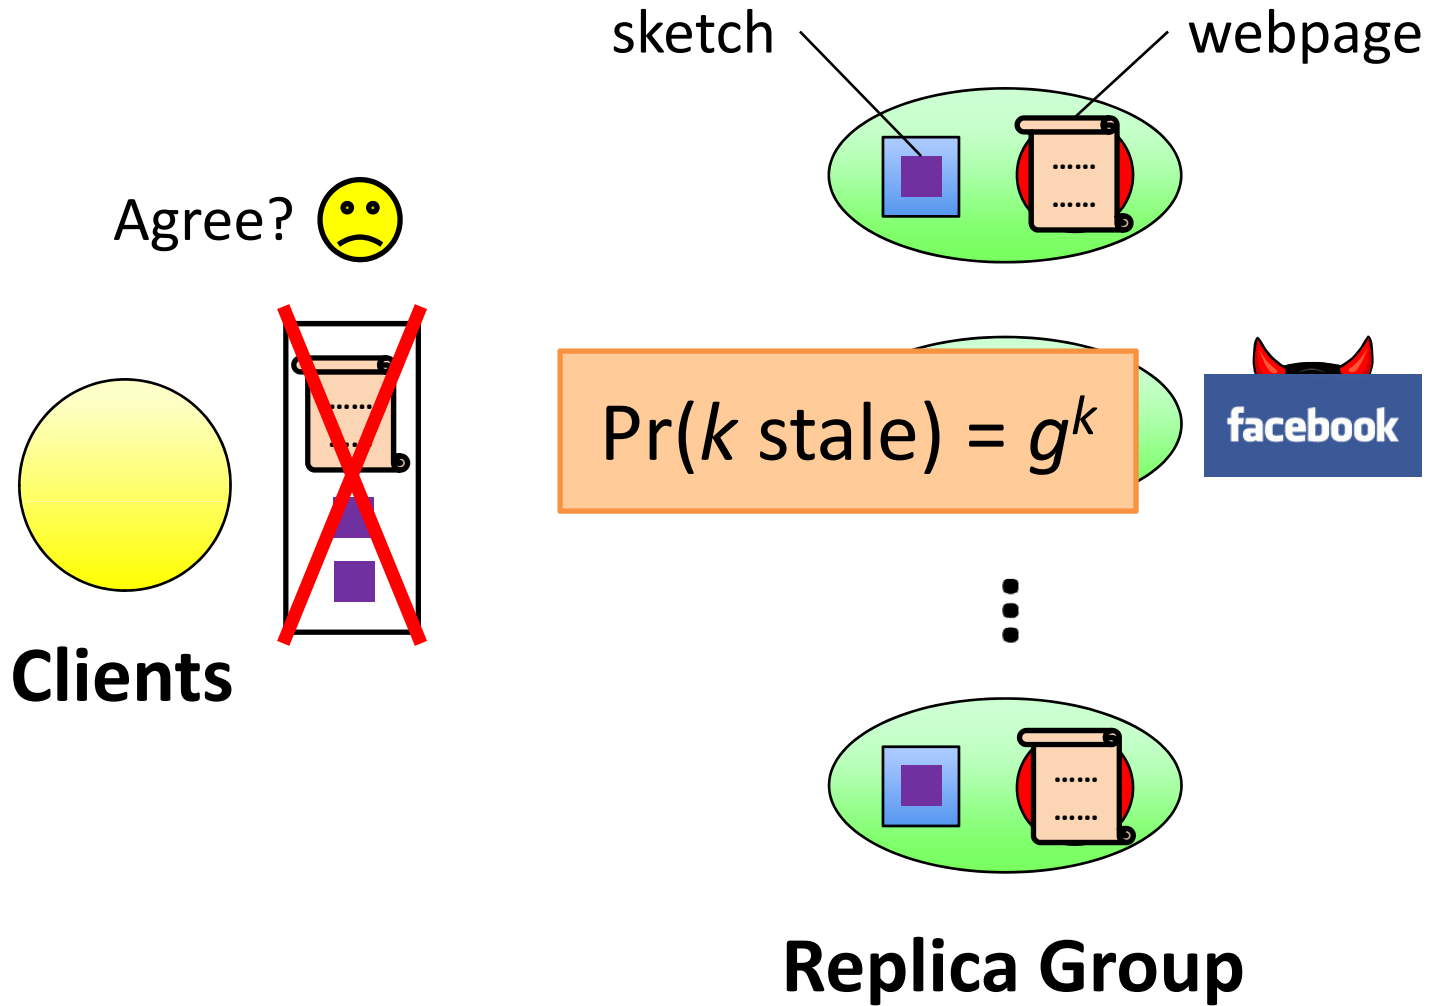 sketch
webpage
Agree?
......
......
......
....
Pr(k stale) = g^k
facebook
Clients
......
......
Replica Group